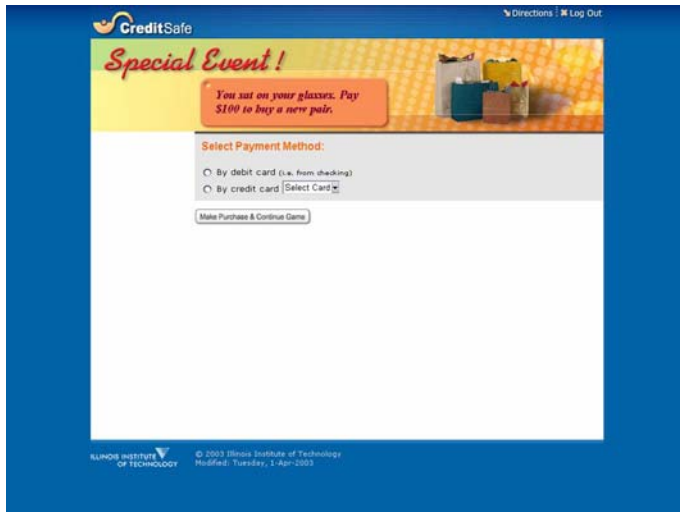 CreditSafe
Directions
Log Out
Special Event !
You sat on your glasses. Pay
$100 to buy a new pair.
Select Payment Method:
By debit card (i.e. from checking)
By credit card Select Card
Make Purchase & Continue Game
ILLINOIS INSTITUTE
OF TECHNOLOGY
© 2003 Illinois Institute of Technology
Modified: Tuesday, 1-Apr-2003